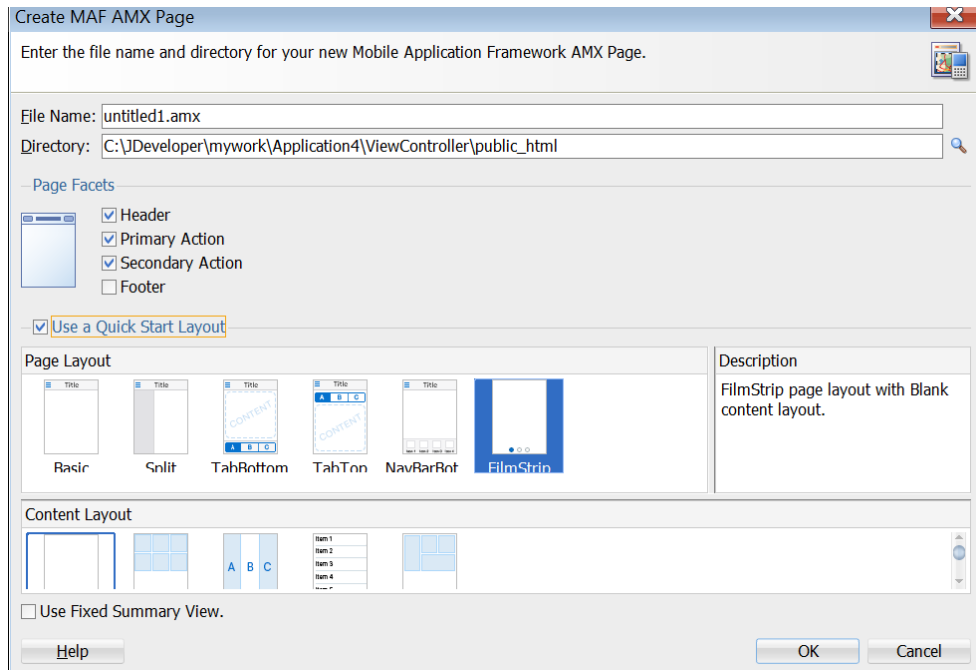 Create MAF AMX Page
Enter the file name and directory for your new Mobile Application Framework AMX Page.
File Name: untitled1.amx
Directory: C:\JDeveloper\mywork\Application4\ViewController\public_html
Page Facets
Header
Primary Action
Secondary Action
Footer
Use a Quick Start Layout
Page Layout
Title Title Title Title Title
A B C
CONTENT
CONTENT
A B C
Basic Split TabBottom TabTop NavBarBot FilmStrip
Description
FilmStrip page layout with Blank
content layout.
Content Layout
A B C
Item 1
Item 2
Item 3
Item 4
Use Fixed Summary View.
Help OK Cancel